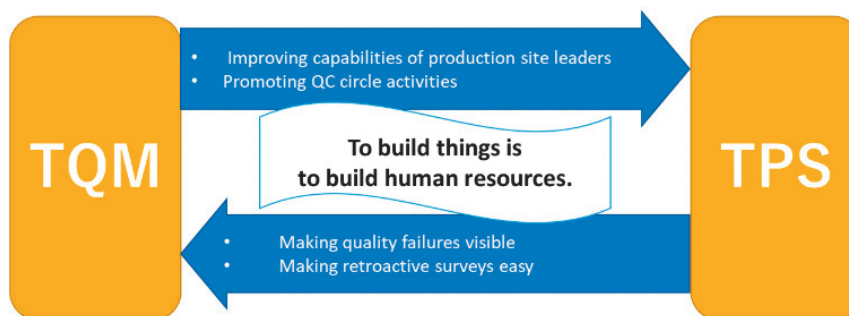 TQM
• Improving capabilities of production site leaders
• Promoting QC circle activities
To build things is
to build human resources.
• Making quality failures visible
• Making retroactive surveys easy
TPS